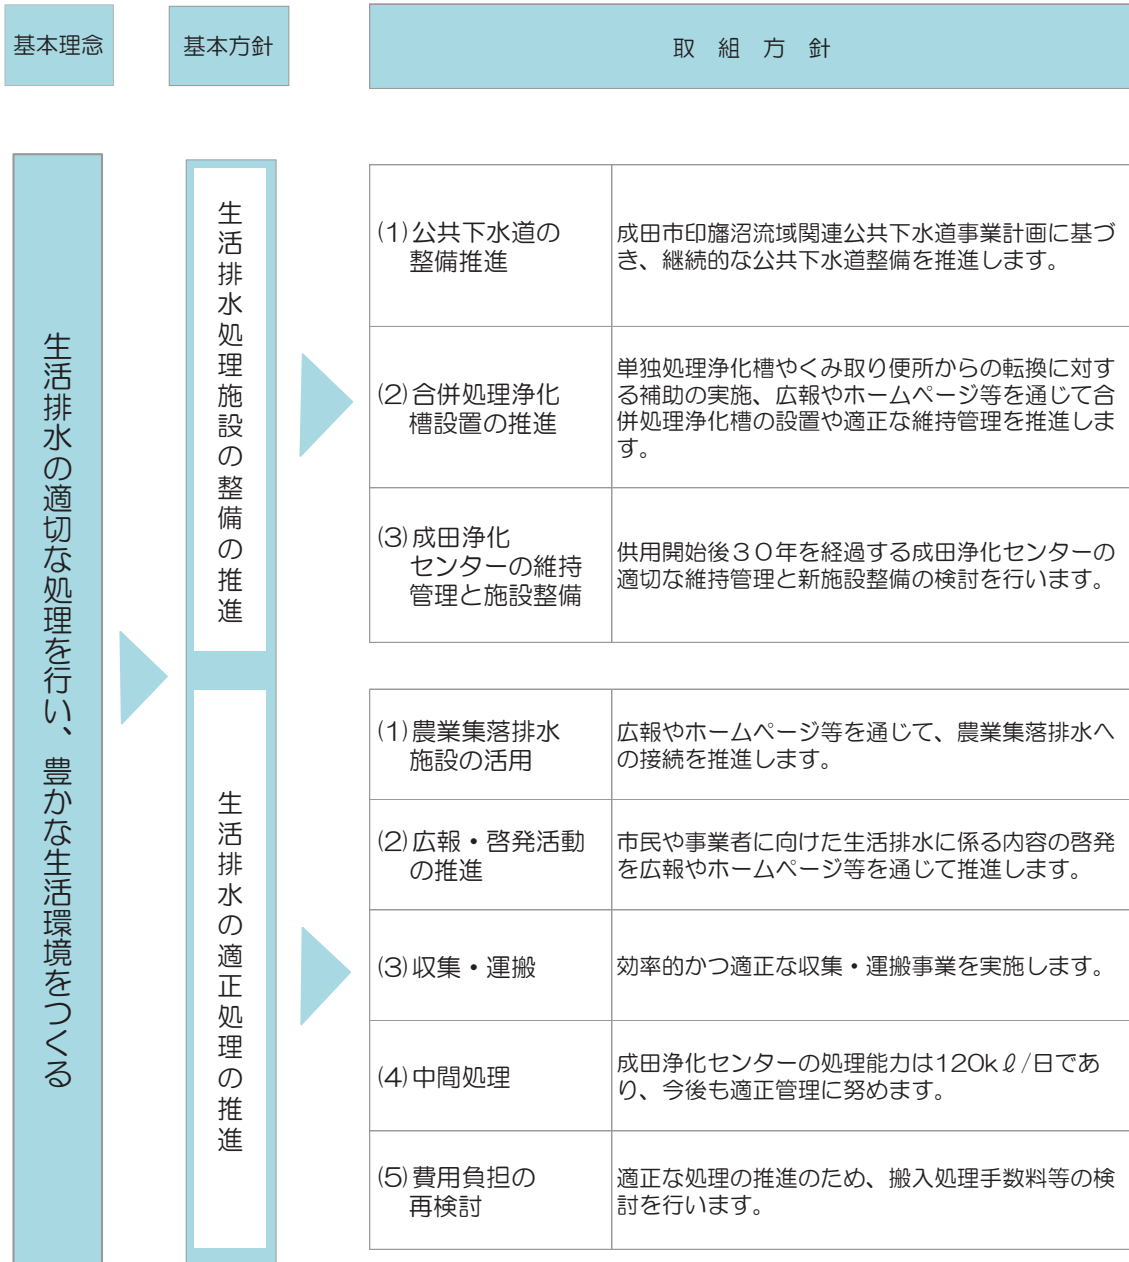 基本理念
基本方針
取組方針
生活排水の適切な処理を行い、豊かな生活環境をつくる
生活排水処理施設の整備の推進
(1)公共下水道の
整備推進
成田市印旛沼流域関連公共下水道事業計画に基づ
き、継続的な公共下水道整備を推進します。
(2)合併処理浄化
槽設置の推進
単独処理浄化槽やくみ取り便所からの転換に対す
る補助の実施、広報やホームページ等を通じて合
併処理浄化槽の設置や適正な維持管理を推進しま
す。
(3)成田浄化
センターの維持
管理と施設整備
供用開始後30年を経過する成田浄化センターの
適切な維持管理と新施設整備の検討を行います。
生活排水の適正処理の推進
(1)農業集落排水
施設の活用
広報やホームページ等を通じて、農業集落排水へ
の接続を推進します。
(2)広報・啓発活動
の推進
市民や事業者に向けた生活排水に係る内容の啓発
を広報やホームページ等を通じて推進します。
(3)収集・運搬
効率的かつ適正な収集・運搬事業を実施します。
(4)中間処理
成田浄化センターの処理能力は120kℓ/日であ
り、今後も適正管理に努めます。
(5)費用負担の
再検討
適正な処理の推進のため、搬入処理手数料等の検
討を行います。